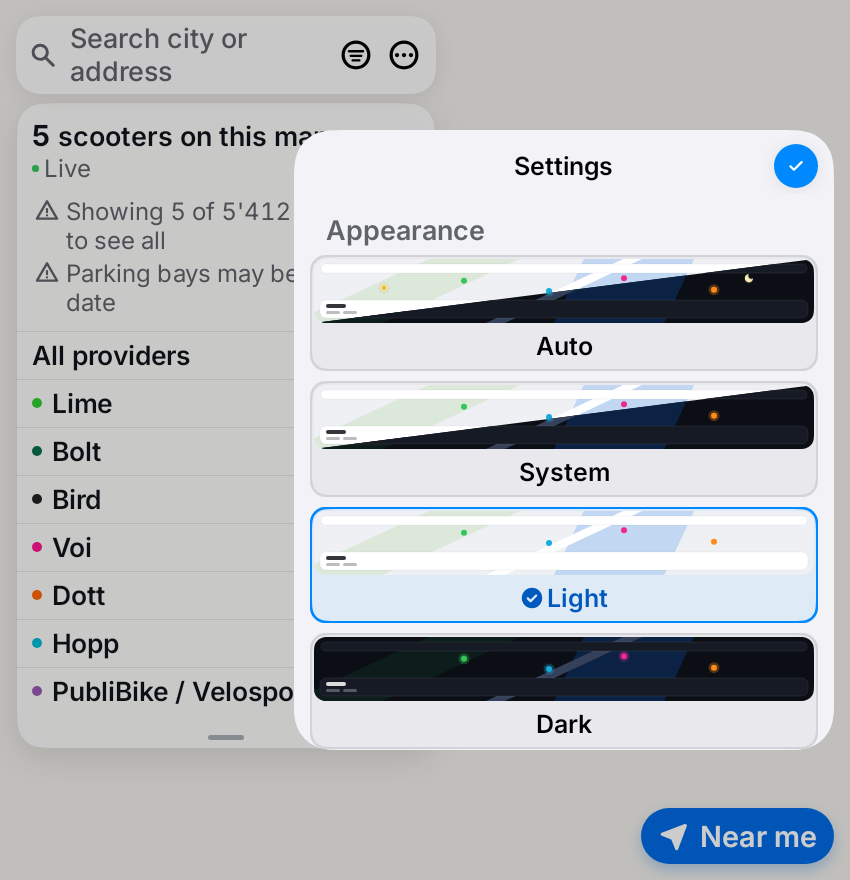 Search city or
address
5 scooters on this map
Live
Showing 5 of 5'412
to see all
Parking bays may be
date
All providers
Lime
Bolt
Bird
Voi
Dott
Hopp
PubliBike / Velospo
Settings
Appearance
Auto
System
Light
Dark
Near me